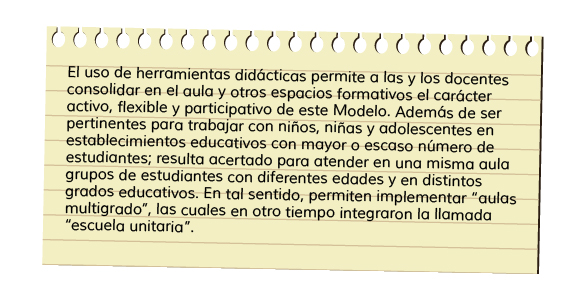 El uso de herramientas didácticas permite a las y los docentes
consolidar en el aula y otros espacios formativos el carácter
activo, flexible y participativo de este Modelo. Además de ser
pertinentes para trabajar con niños, niñas y adolescentes en
establecimientos educativos con mayor o escaso número de
estudiantes; resulta acertado para atender en una misma aula
grupos de estudiantes con diferentes edades y en distintos
grados educativos. En tal sentido, permiten implementar “aulas
multigrado”, las cuales en otro tiempo integraron la llamada
“escuela unitaria”.